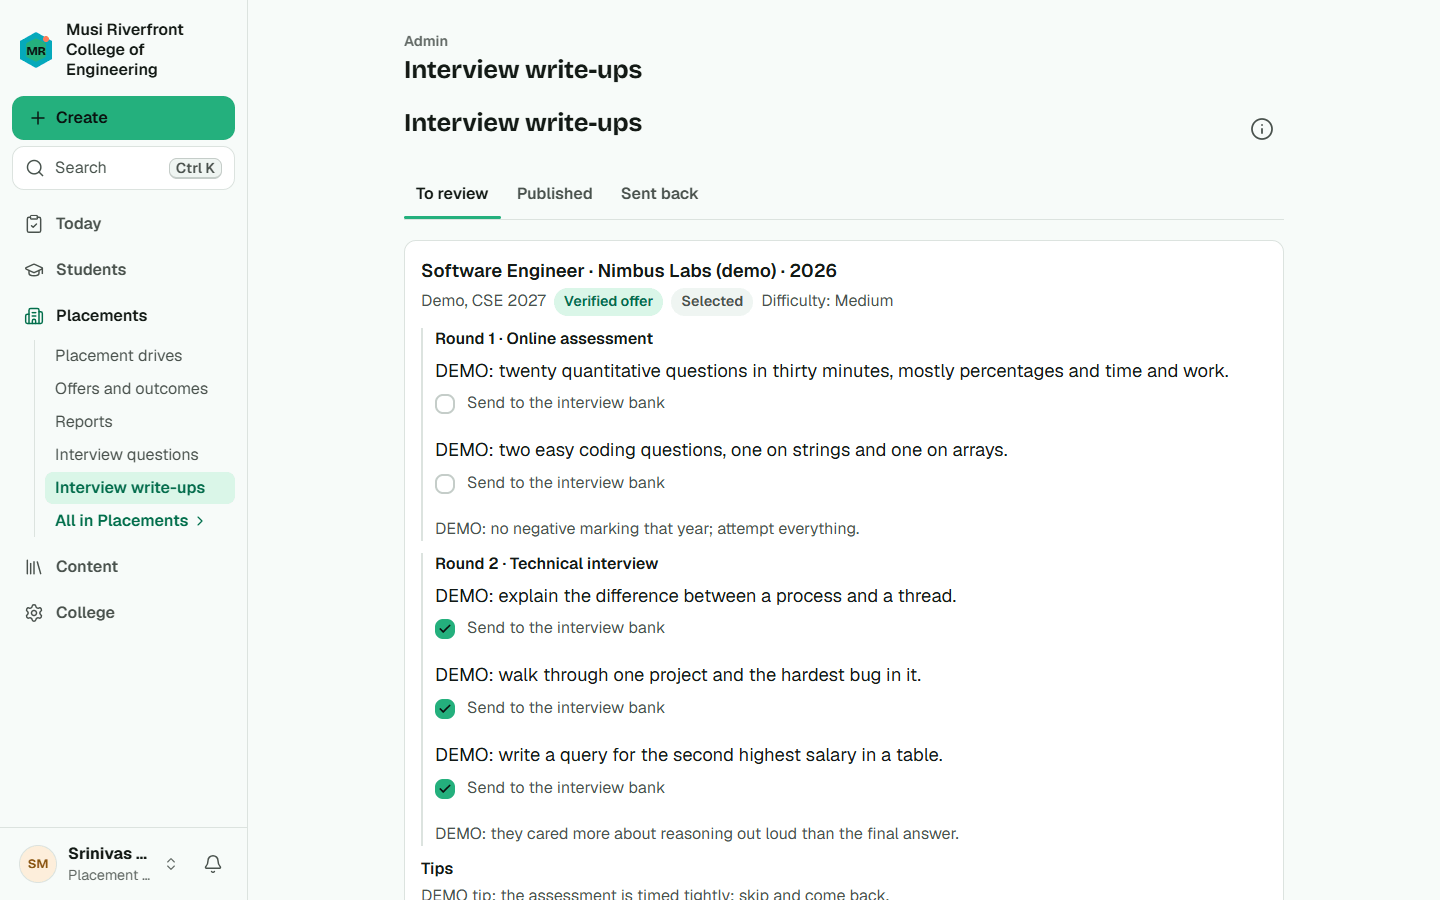 MR
Musi Riverfront
College of
Engineering
Create
Search
Ctrl K
Today
Students
Placements
Placement drives
Offers and outcomes
Reports
Interview questions
Interview write-ups
All in Placements
Content
College
SM
Srinivas ...
Placement ...
Admin
Interview write-ups
Interview write-ups
To review
Published
Sent back
Software Engineer · Nimbus Labs (demo) · 2026
Demo, CSE 2027 Verified offer Selected Difficulty: Medium
Round 1 · Online assessment
DEMO: twenty quantitative questions in thirty minutes, mostly percentages and time and work.
Send to the interview bank
DEMO: two easy coding questions, one on strings and one on arrays.
Send to the interview bank
DEMO: no negative marking that year; attempt everything.
Round 2 · Technical interview
DEMO: explain the difference between a process and a thread.
Send to the interview bank
DEMO: walk through one project and the hardest bug in it.
Send to the interview bank
DEMO: write a query for the second highest salary in a table.
Send to the interview bank
DEMO: they cared more about reasoning out loud than the final answer.
Tips
DEMO tip: the assessment is timed tightly; skip and come back.